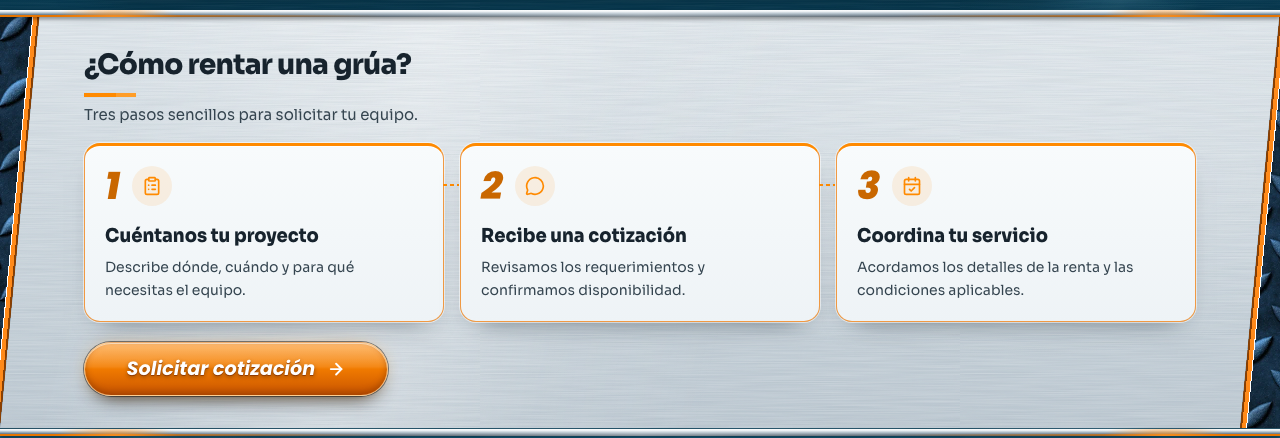 ¿Cómo rentar una grúa?
Tres pasos sencillos para solicitar tu equipo.
1
Cuéntanos tu proyecto
Describe dónde, cuándo y para qué
necesitas el equipo.
2
Recibe una cotización
Revisamos los requerimientos y
confirmamos disponibilidad.
3
Coordina tu servicio
Acordamos los detalles de la renta y las
condiciones aplicables.
Solicitar cotización →